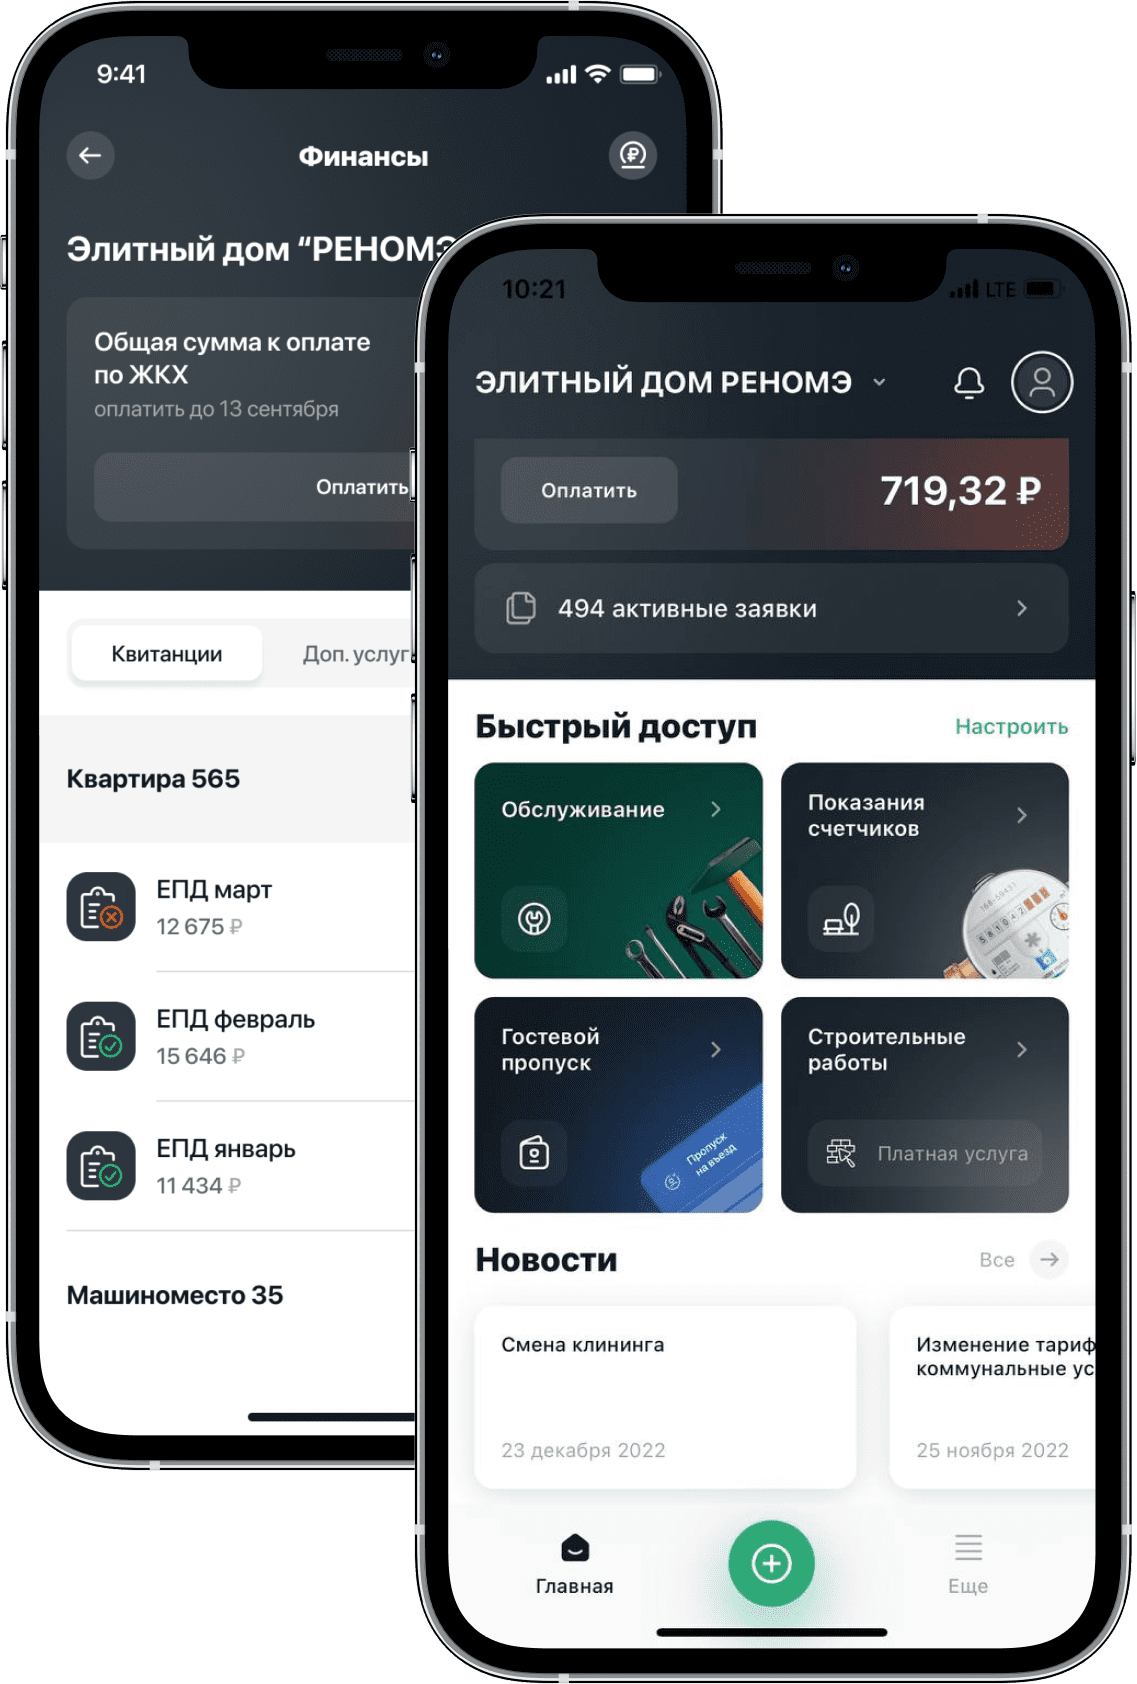 9:41
Финансы
Элитный дом “РЕНОМЭ
Общая сумма к оплате
по ЖКХ
оплатить до 13 сентября
Оплатить
Квитанции
Доп. услуг
Квартира 565
ЕПД март
12 675 ₽
ЕПД февраль
15 646 ₽
ЕПД январь
11 434 ₽
Машиноместо 35
10:21
LTE
ЭЛИТНЫЙ ДОМ РЕНОМЭ
Оплатить
719,32 ₽
494 активные заявки
Быстрый доступ
Настроить
Обслуживание
Показания
счетчиков
Гостевой
пропуск
Пропуск
на въезд
Строительные
работы
Платная услуга
Новости
Все
Смена клининга
23 декабря 2022
Изменение тариф
коммунальные ус
25 ноября 2022
Главная
Еще